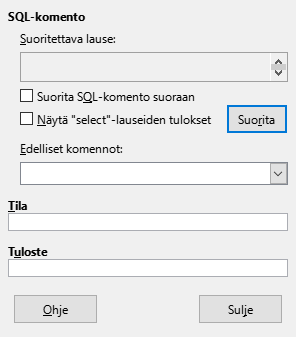 SQL-komento
Suoritettava lause:
Suorita SQL-komento suoraan
Näytä "select"-lauseiden tulokset
Suorita
Edelliset komennot:
Tila
Tuloste
Ohje
Sulje